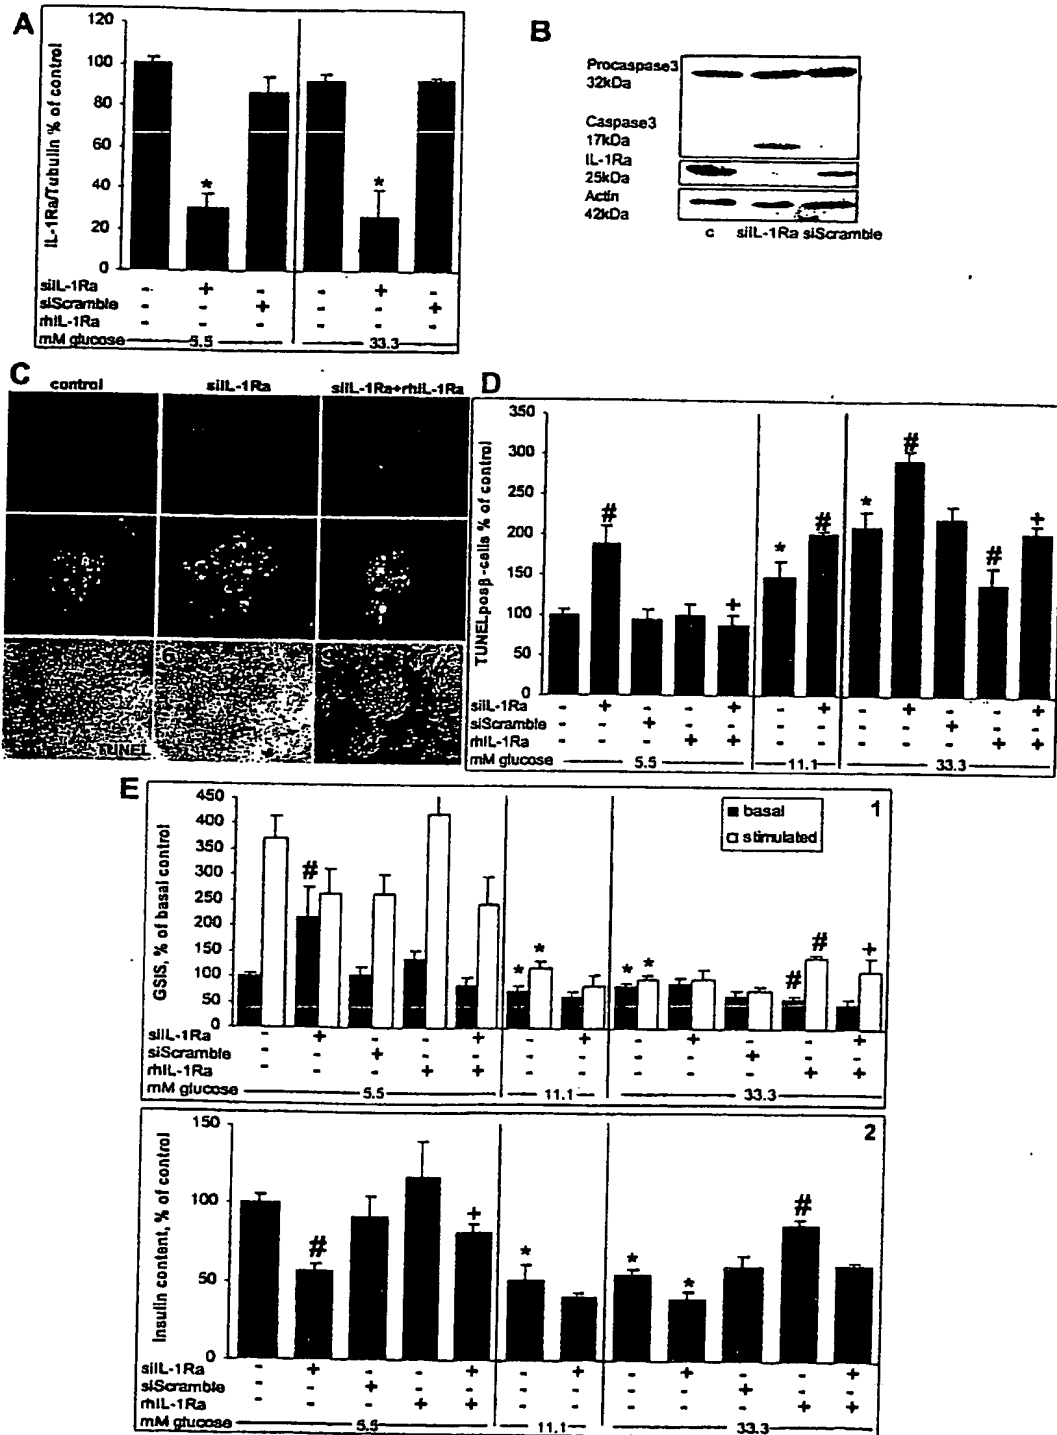 A
IL-1Ra/Tubulin % of control
120
100
80
60
40
20
0
*
*
siIL-1Ra - + - - + -
siScramble - - + - - +
rhIL-1Ra - - - - - -
mM glucose 5.5 33.3
B
Procaspase3
32kDa
Caspase3
17kDa
IL-1Ra
25kDa
Actin
42kDa
c siIL-1Ra siScramble
C
control siIL-1Ra siIL-1Ra+rhIL-1Ra
TUNEL
D
TUNELposβ-cells % of control
350
300
250
200
150
100
50
0
# + * # * # # +
siIL-1Ra - + - - + - + - + - - +
siScramble - - + - - - - - - + - -
rhIL-1Ra - - - + + - - - - - + +
mM glucose 5.5 11.1 33.3
E
1
GSIS, % of basal control
450
400
350
300
250
200
150
100
50
0
basal
stimulated
# * * * * # # +
siIL-1Ra - + - - + - + - + - - +
siScramble - - + - - - - - - + - -
rhIL-1Ra - - - + + - - - - - + +
mM glucose 5.5 11.1 33.3
2
Insulin content, % of control
150
100
50
0
# + * * * #
siIL-1Ra - + - - + - + - + - - +
siScramble - - + - - - - - - + - -
rhIL-1Ra - - - + + - - - - - + +
mM glucose 5.5 11.1 33.3